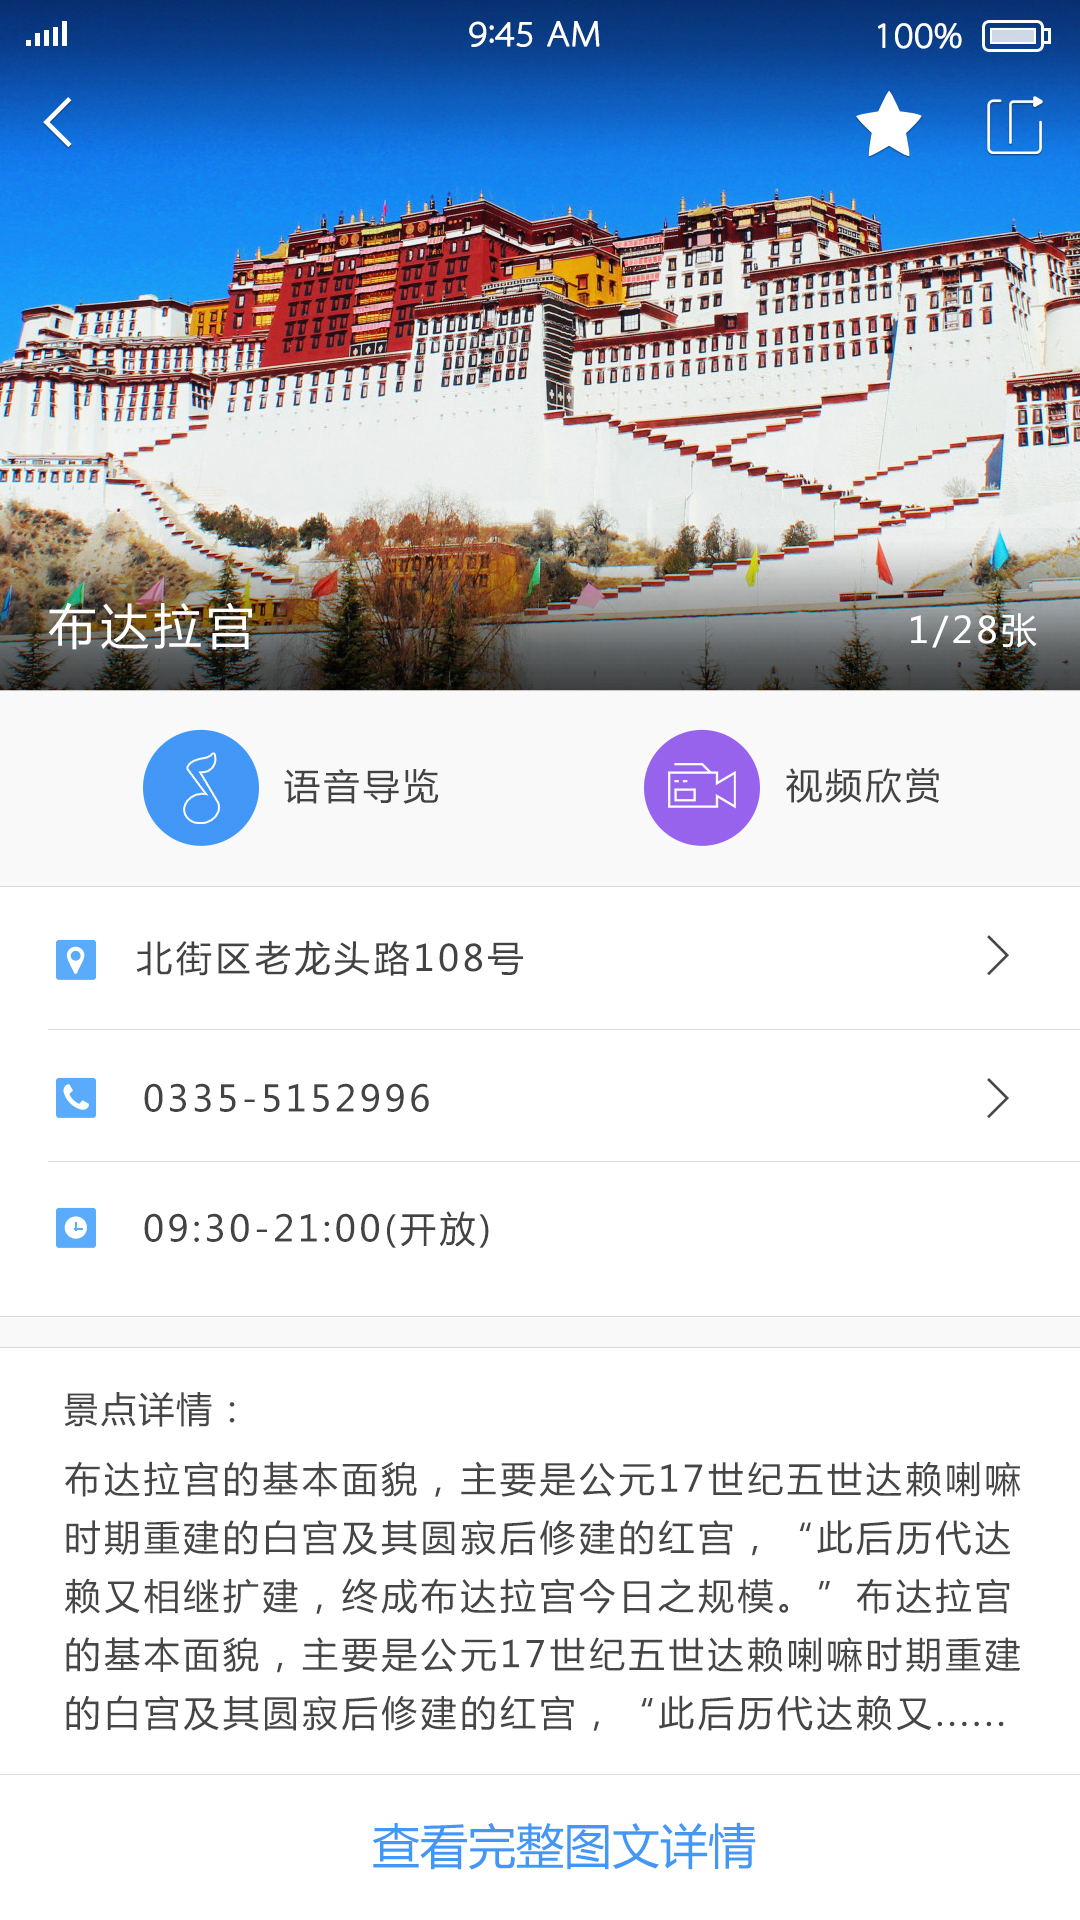 9:45 AM
100%
布达拉宫
1/28张
语音导览
视频欣赏
北街区老龙头路108号
0335-5152996
09:30-21:00(开放)
景点详情：
布达拉宫的基本面貌，主要是公元17世纪五世达赖喇嘛
时期重建的白宫及其圆寂后修建的红宫，“此后历代达
赖又相继扩建，终成布达拉宫今日之规模。”布达拉宫
的基本面貌，主要是公元17世纪五世达赖喇嘛时期重建
的白宫及其圆寂后修建的红宫，“此后历代达赖又......
查看完整图文详情